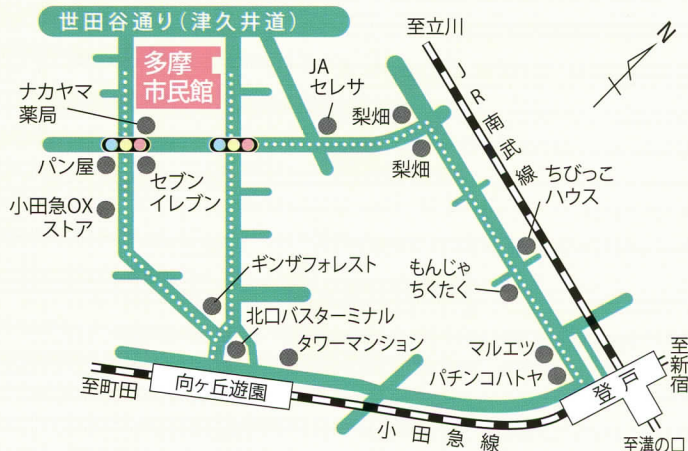 世田谷通り（津久井道）
至立川
N
多摩
市民館
JA
セレサ
梨畑
JR南武線
ナカヤマ
薬局
梨畑
ちびっこ
ハウス
パン屋
セブン
イレブン
小田急OX
ストア
ギンザフォレスト
もんじゃ
ちくたく
北口バスターミナル
タワーマンション
マルエツ
至新宿
至町田
向ヶ丘遊園
パチンコハトヤ
登戸
小田急線
至溝の口